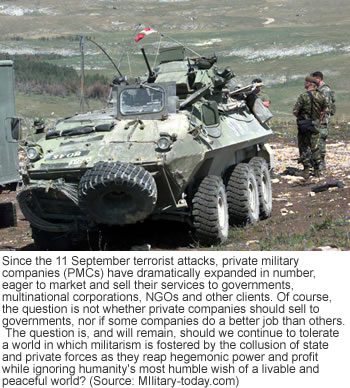 Since the 11 September terrorist attacks, private military
companies (PMCs) have dramatically expanded in number,
eager to market and sell their services to governments,
multinational corporations, NGOs and other clients. Of course,
the question is not whether private companies should sell to
governments, nor if some companies do a better job than others.
The question is, and will remain, should we continue to tolerate
a world in which militarism is fostered by the collusion of state
and private forces as they reap hegemonic power and profit
while ignoring humanity's most humble wish of a livable and
peaceful world? (Source: MIlitary-today.com)